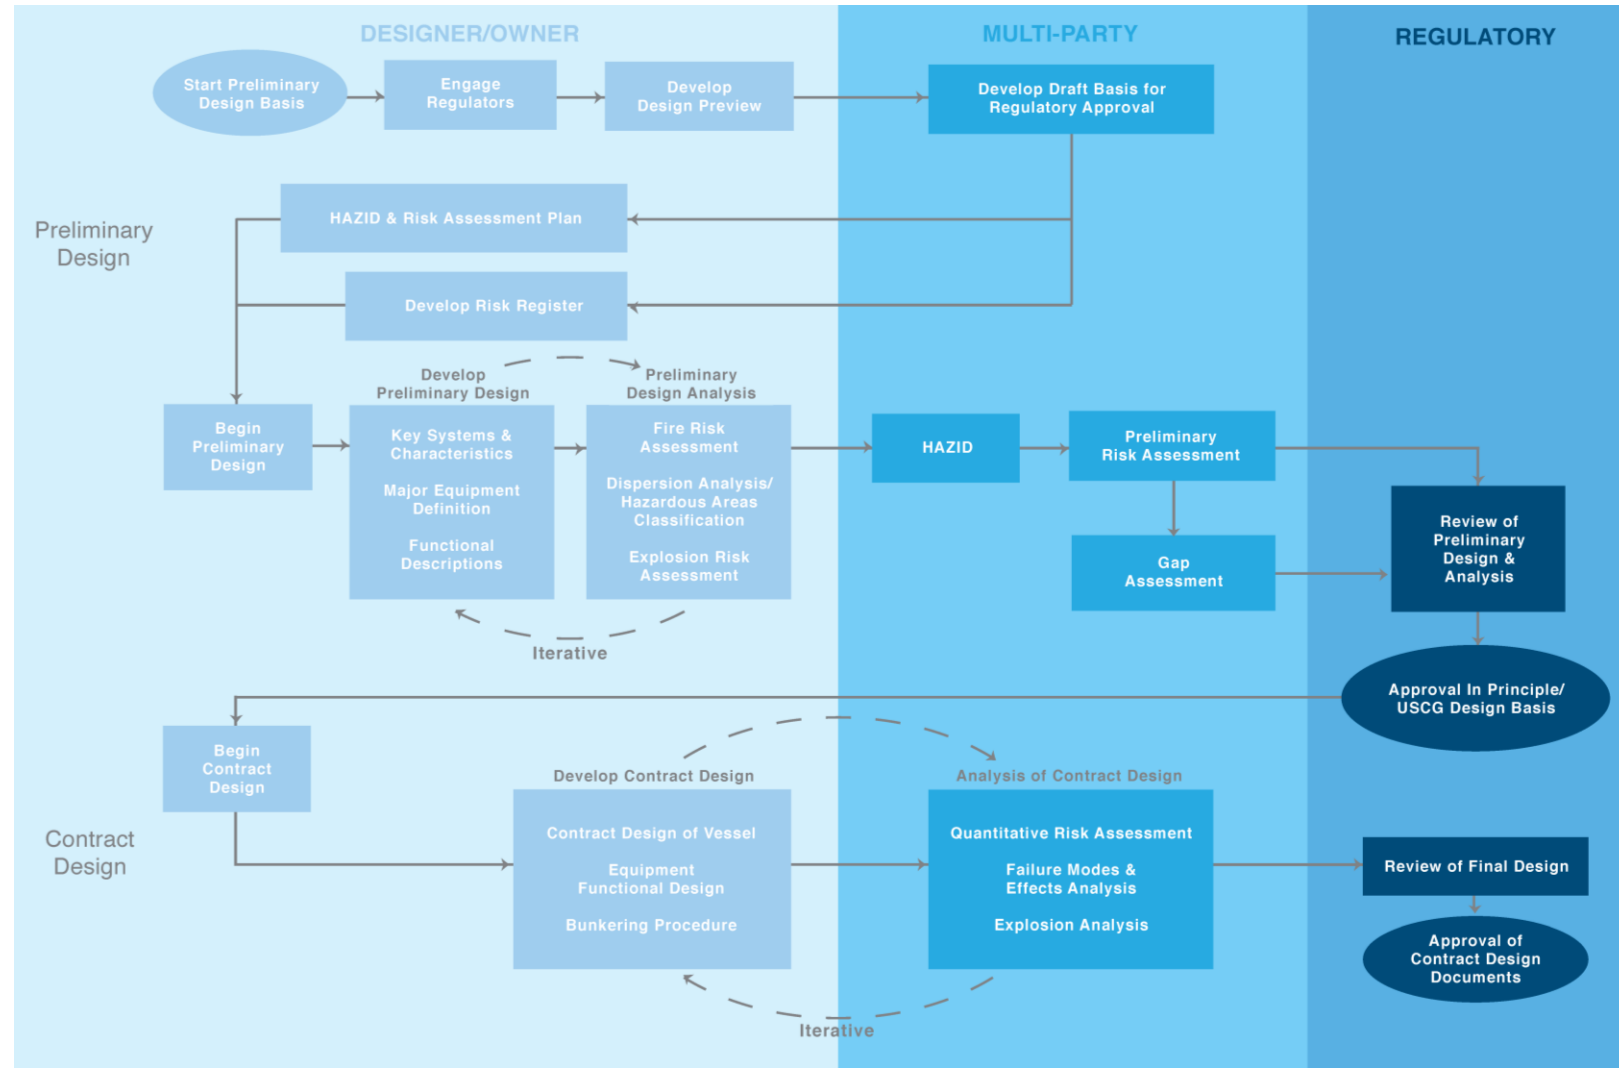 DESIGNER/OWNER
MULTI-PARTY
REGULATORY
Start Preliminary
Design Basis
Engage
Regulators
Develop
Design Preview
Develop Draft Basis for
Regulatory Approval
Preliminary
Design
HAZID & Risk Assessment Plan
Develop Risk Register
Develop
Preliminary Design
Preliminary
Design Analysis
Begin
Preliminary
Design
Key Systems &
Characteristics
Major Equipment
Definition
Functional
Descriptions
Fire Risk
Assessment
Dispersion Analysis/
Hazardous Areas
Classification
Explosion Risk
Assessment
HAZID
Preliminary
Risk Assessment
Gap
Assessment
Review of
Preliminary
Design &
Analysis
Iterative
Approval In Principle/
USCG Design Basis
Contract
Design
Begin
Contract
Design
Develop Contract Design
Contract Design of Vessel
Equipment
Functional Design
Bunkering Procedure
Analysis of Contract Design
Quantitative Risk Assessment
Failure Modes &
Effects Analysis
Explosion Analysis
Review of Final Design
Approval of
Contract Design
Documents
Iterative